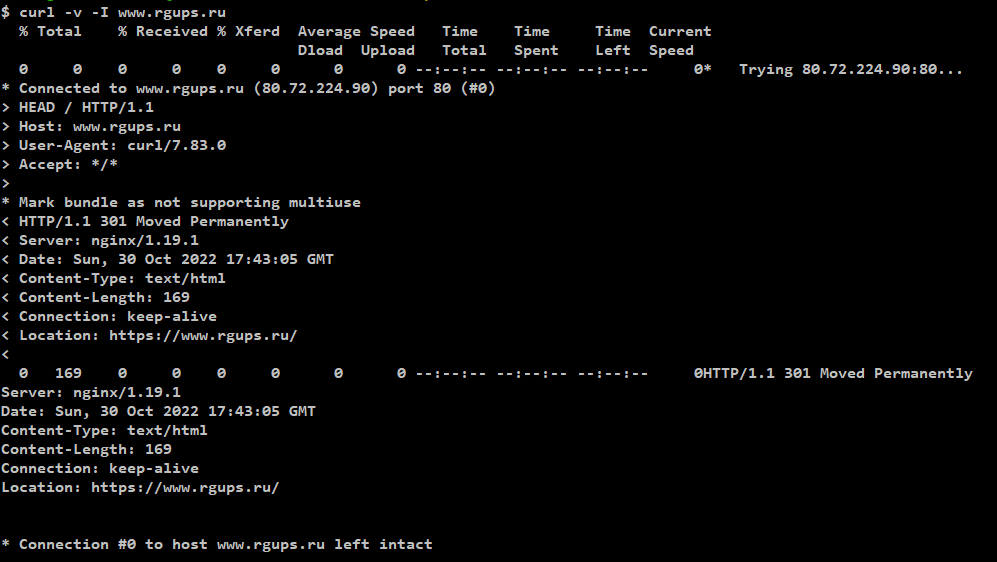 $ curl -v -I www.rgups.ru
  % Total    % Received % Xferd  Average Speed   Time    Time     Time  Current
                                 Dload  Upload   Total   Spent    Left  Speed
  0     0    0     0    0     0      0      0 --:--:-- --:--:-- --:--:--     0*   Trying 80.72.224.90:80...
* Connected to www.rgups.ru (80.72.224.90) port 80 (#0)
> HEAD / HTTP/1.1
> Host: www.rgups.ru
> User-Agent: curl/7.83.0
> Accept: */*
>
* Mark bundle as not supporting multiuse
< HTTP/1.1 301 Moved Permanently
< Server: nginx/1.19.1
< Date: Sun, 30 Oct 2022 17:43:05 GMT
< Content-Type: text/html
< Content-Length: 169
< Connection: keep-alive
< Location: https://www.rgups.ru/
<
  0   169    0     0    0     0      0      0 --:--:-- --:--:-- --:--:--     0HTTP/1.1 301 Moved Permanently
Server: nginx/1.19.1
Date: Sun, 30 Oct 2022 17:43:05 GMT
Content-Type: text/html
Content-Length: 169
Connection: keep-alive
Location: https://www.rgups.ru/
* Connection #0 to host www.rgups.ru left intact